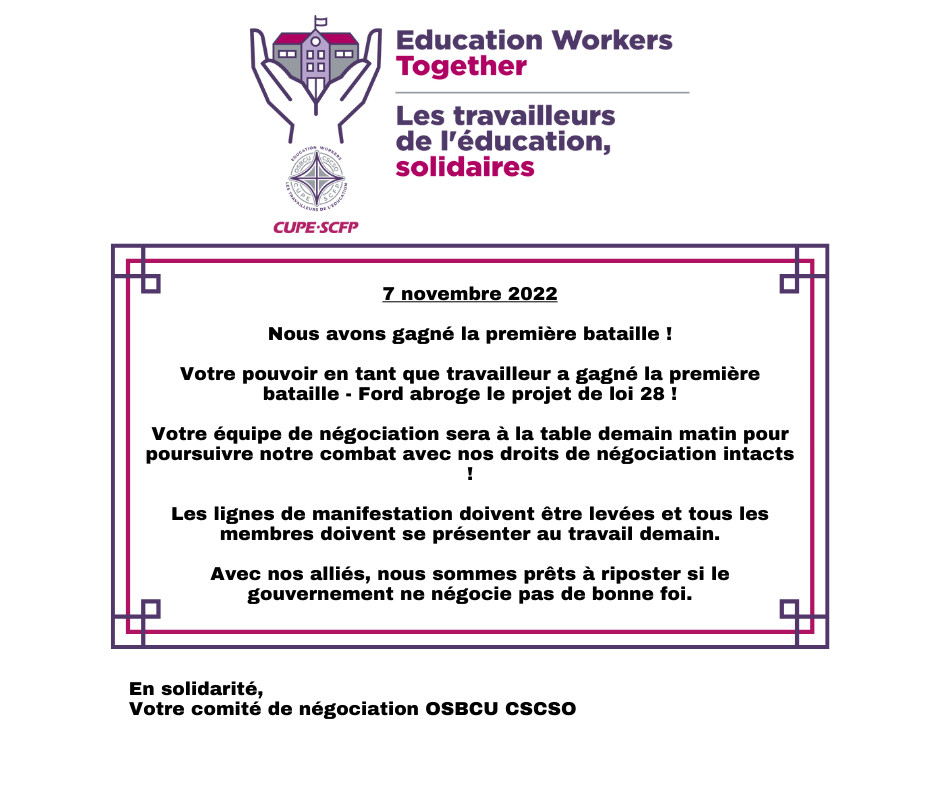 Education Workers
Together
Les travailleurs
de l'éducation,
solidaires
EDUCATION WORKERS
OSBCU CSCSO
CUPE SCFP
LES TRAVAILLEURS DE L'ÉDUCATION
CUPE·SCFP
7 novembre 2022
Nous avons gagné la première bataille !
Votre pouvoir en tant que travailleur a gagné la première
bataille - Ford abroge le projet de loi 28 !
Votre équipe de négociation sera à la table demain matin pour
poursuivre notre combat avec nos droits de négociation intacts
!
Les lignes de manifestation doivent être levées et tous les
membres doivent se présenter au travail demain.
Avec nos alliés, nous sommes prêts à riposter si le
gouvernement ne négocie pas de bonne foi.
En solidarité,
Votre comité de négociation OSBCU CSCSO